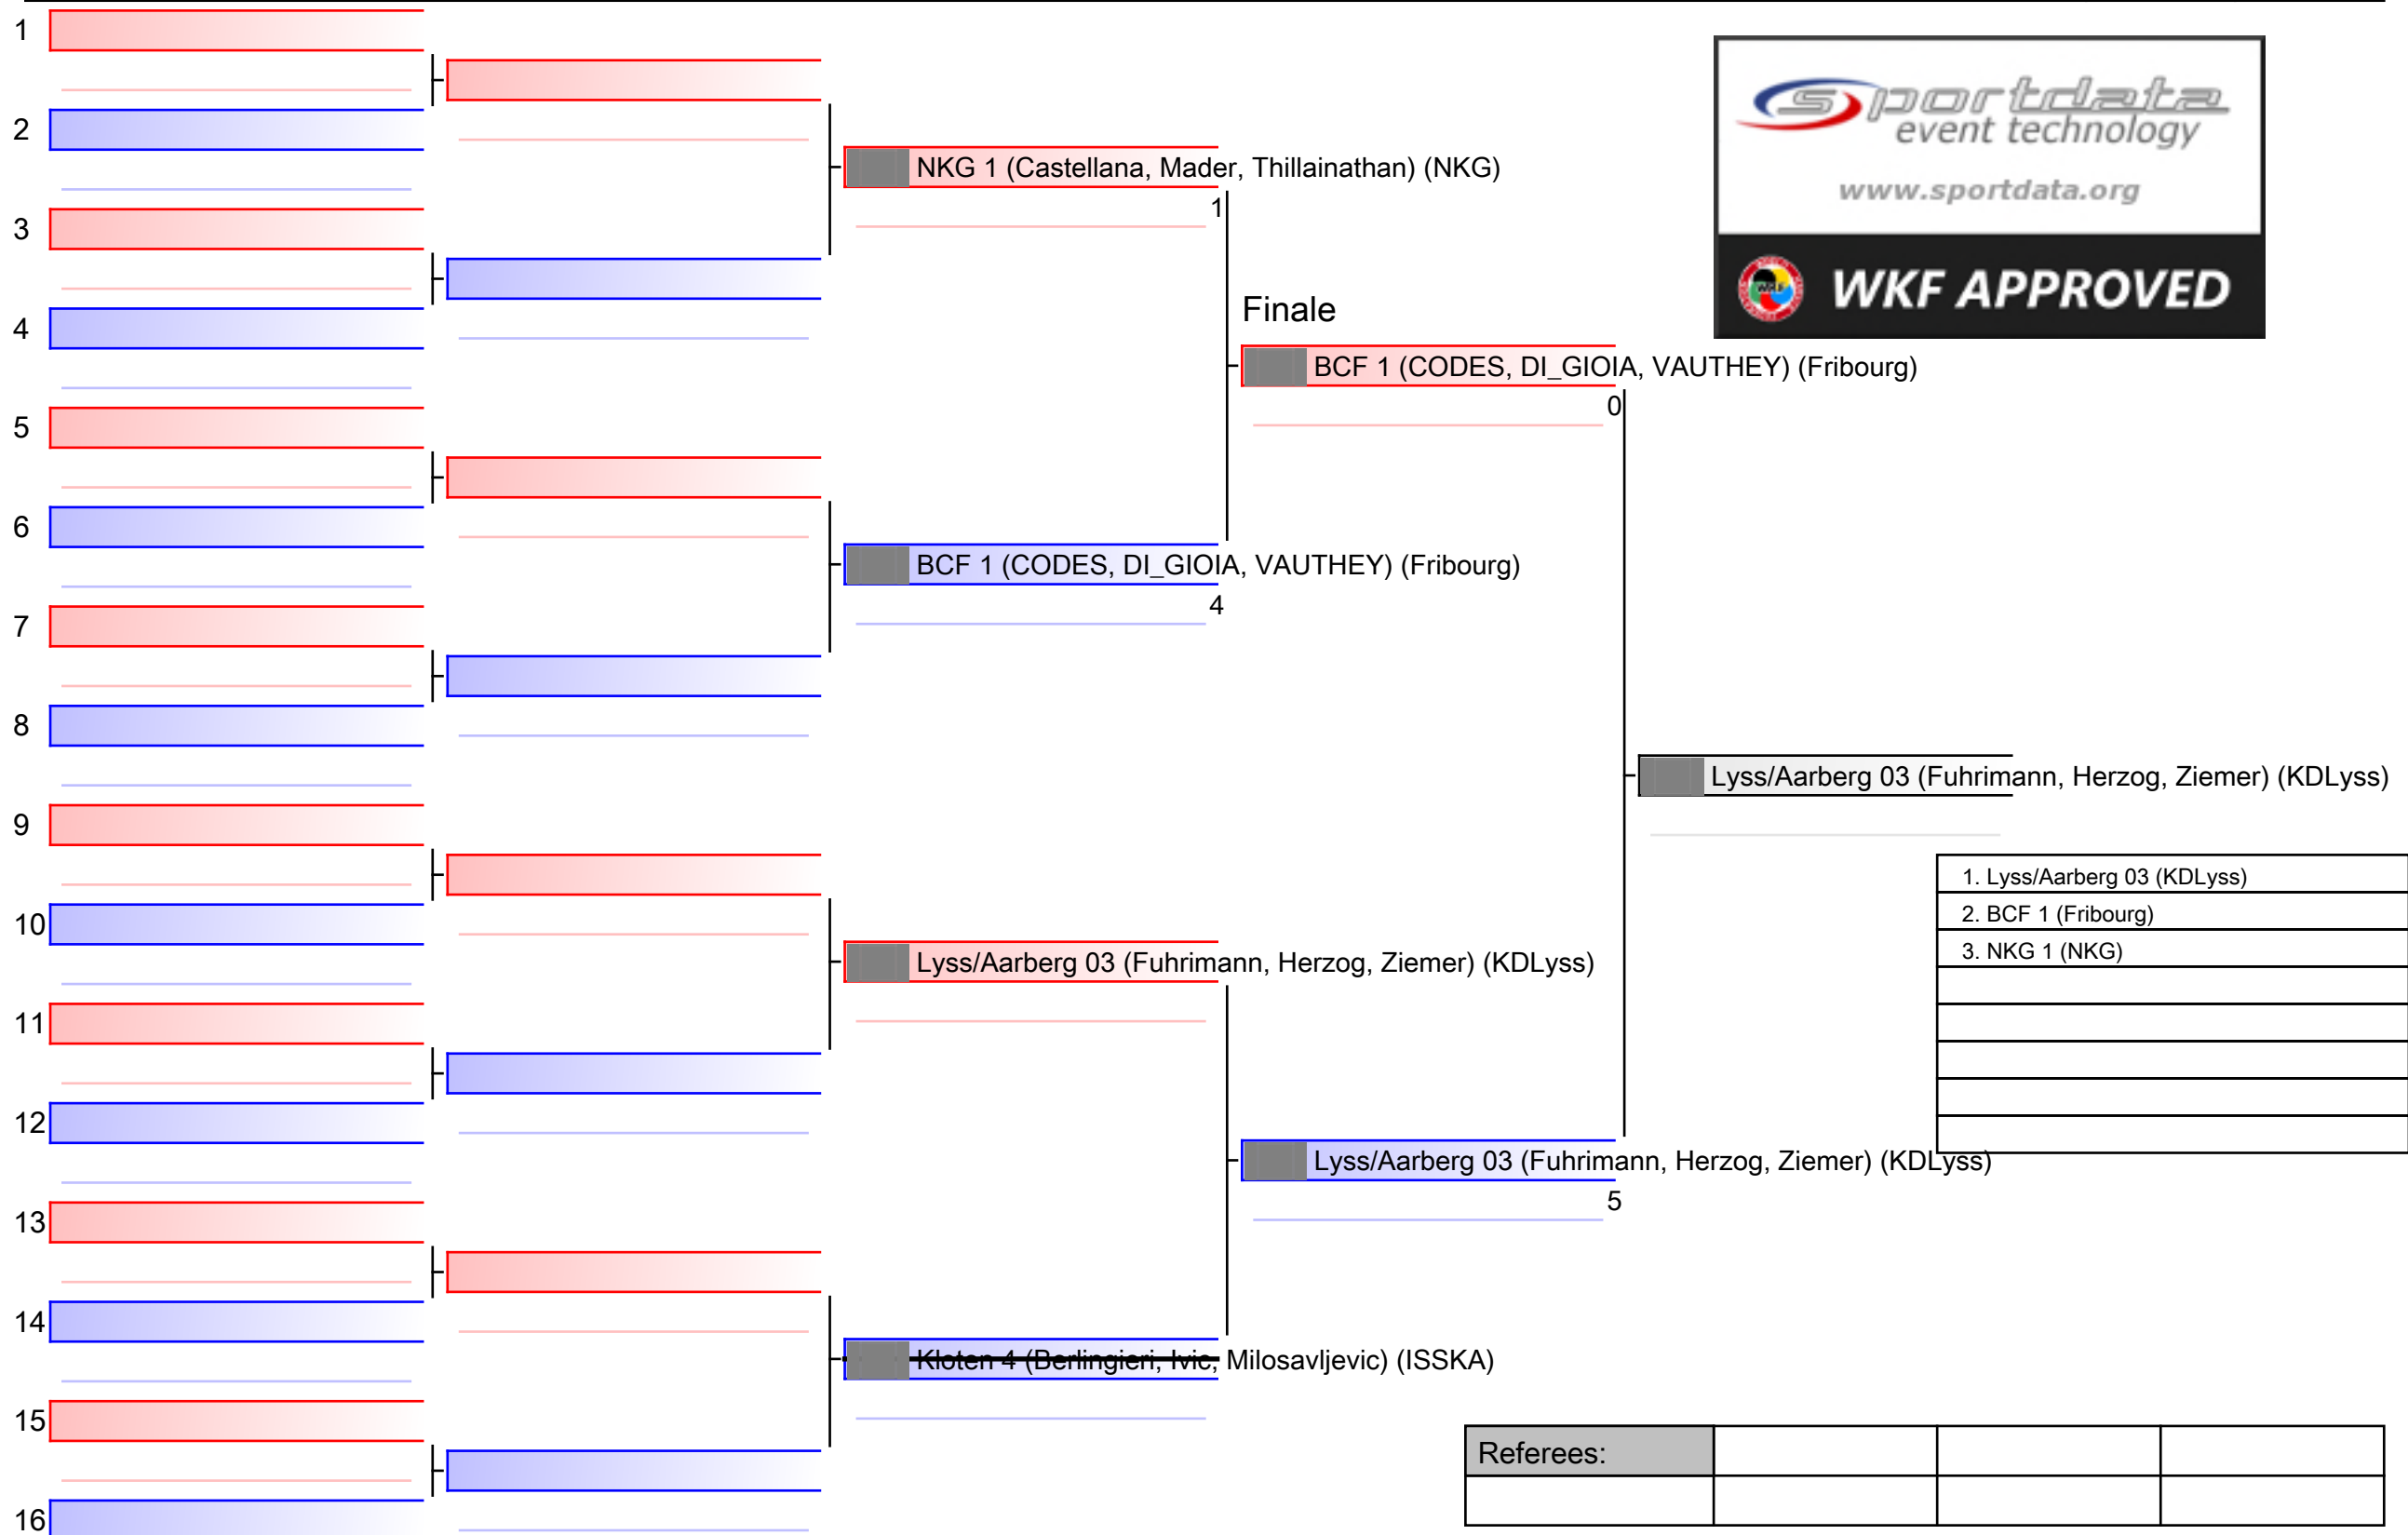 1
2
3
4
5
6
7
8
9
10
11
12
13
14
15
16
NKG 1 (Castellana, Mader, Thillainathan) (NKG)
1
BCF 1 (CODES, DI_GIOIA, VAUTHEY) (Fribourg)
4
Lyss/Aarberg 03 (Fuhrimann, Herzog, Ziemer) (KDLyss)
Kloten 4 (Berlingieri, Ivic, Milosavljevic) (ISSKA)
Finale
BCF 1 (CODES, DI_GIOIA, VAUTHEY) (Fribourg)
0
Lyss/Aarberg 03 (Fuhrimann, Herzog, Ziemer) (KDLyss)
5
sportdata
event technology
www.sportdata.org
WKF
WKF APPROVED
Lyss/Aarberg 03 (Fuhrimann, Herzog, Ziemer) (KDLyss)
1. Lyss/Aarberg 03 (KDLyss)
2. BCF 1 (Fribourg)
3. NKG 1 (NKG)
Referees: